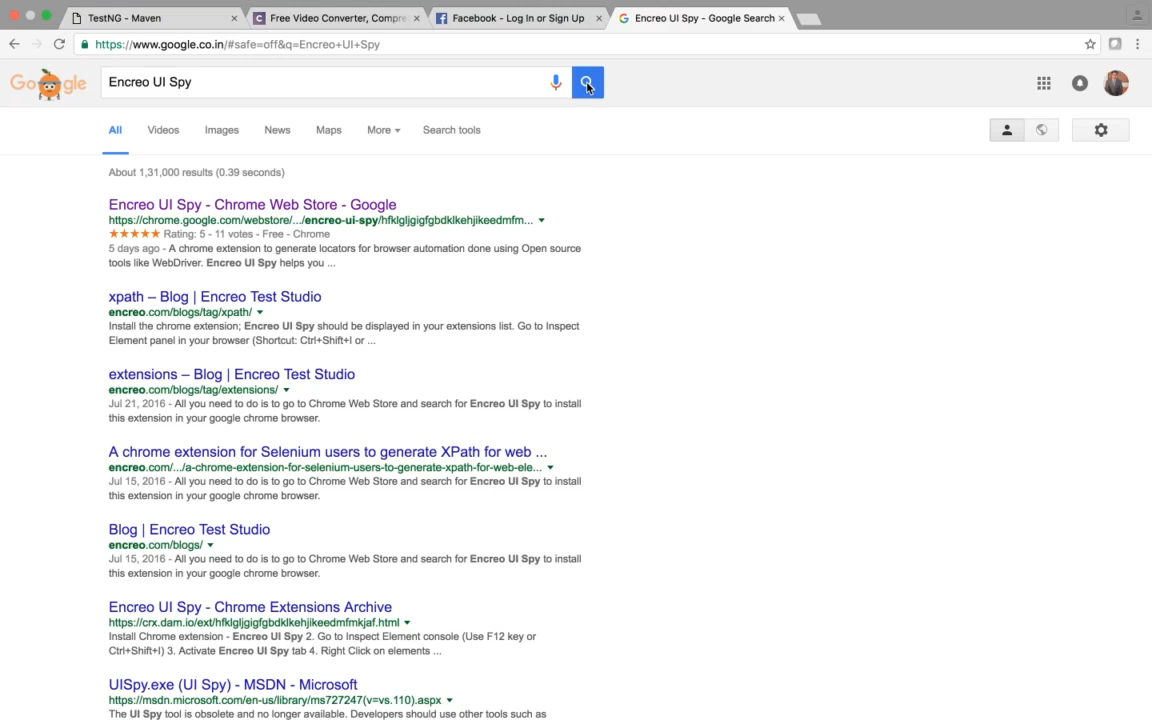 TestNG - Maven
Free Video Converter, Compre
Facebook - Log In or Sign Up
Encreo UI Spy - Google Search
https://www.google.co.in/#safe=off&q=Encreo+UI+Spy
Google
Encreo UI Spy
All Videos Images News Maps More Search tools
About 1,31,000 results (0.39 seconds)
Encreo UI Spy - Chrome Web Store - Google
https://chrome.google.com/webstore/.../encreo-ui-spy/hfklgljgigfgbdklkehjikeedmfm...
Rating: 5 - 11 votes - Free - Chrome
5 days ago - A chrome extension to generate locators for browser automation done using Open source
tools like WebDriver. Encreo UI Spy helps you ...
xpath – Blog | Encreo Test Studio
encreo.com/blogs/tag/xpath/
Install the chrome extension; Encreo UI Spy should be displayed in your extensions list. Go to Inspect
Element panel in your browser (Shortcut: Ctrl+Shift+I or ...
extensions – Blog | Encreo Test Studio
encreo.com/blogs/tag/extensions/
Jul 21, 2016 - All you need to do is to go to Chrome Web Store and search for Encreo UI Spy to install
this extension in your google chrome browser.
A chrome extension for Selenium users to generate XPath for web ...
encreo.com/.../a-chrome-extension-for-selenium-users-to-generate-xpath-for-web-ele...
Jul 15, 2016 - All you need to do is to go to Chrome Web Store and search for Encreo UI Spy to install
this extension in your google chrome browser.
Blog | Encreo Test Studio
encreo.com/blogs/
Jul 15, 2016 - All you need to do is to go to Chrome Web Store and search for Encreo UI Spy to install
this extension in your google chrome browser.
Encreo UI Spy - Chrome Extensions Archive
https://crx.dam.io/ext/hfklgljgigfgbdklkehjikeedmfmkjaf.html
Install Chrome extension - Encreo UI Spy 2. Go to Inspect Element console (Use F12 key or
Ctrl+Shift+I) 3. Activate Encreo UI Spy tab 4. Right Click on elements ...
UISpy.exe (UI Spy) - MSDN - Microsoft
https://msdn.microsoft.com/en-us/library/ms727247(v=vs.110).aspx
The UI Spy tool is obsolete and no longer available. Developers should use other tools such as